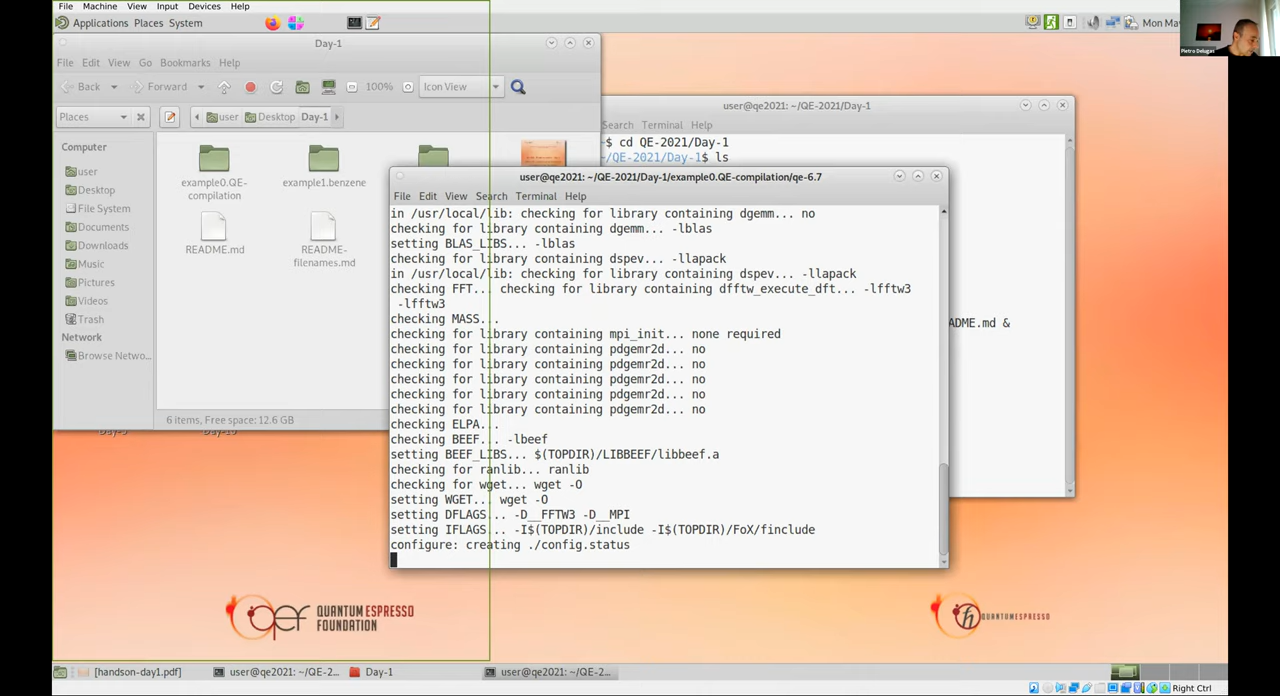 File Machine View Input Devices Help
Applications Places System
Mon May
Pietro Delugas
Day-1
File Edit View Go Bookmarks Help
Back Forward 100% Icon View
Places user Desktop Day-1
Computer
user
Desktop
File System
Documents
Downloads
Music
Pictures
Videos
Trash
Network
Browse Netwo...
example0.QE-compilation
example1.benzene
README.md
README-filenames.md
6 items, Free space: 12.6 GB
user@qe2021: ~/QE-2021/Day-1
Search Terminal Help
~$ cd QE-2021/Day-1
~/QE-2021/Day-1$ ls
ADME.md &
user@qe2021: ~/QE-2021/Day-1/example0.QE-compilation/qe-6.7
File Edit View Search Terminal Help
in /usr/local/lib: checking for library containing dgemm... no
checking for library containing dgemm... -lblas
setting BLAS_LIBS... -lblas
checking for library containing dspev... -llapack
in /usr/local/lib: checking for library containing dspev... -llapack
checking FFT... checking for library containing dfftw_execute_dft... -lfftw3
-lfftw3
checking MASS...
checking for library containing mpi_init... none required
checking for library containing pdgemr2d... no
checking for library containing pdgemr2d... no
checking for library containing pdgemr2d... no
checking for library containing pdgemr2d... no
checking for library containing pdgemr2d... no
checking ELPA...
checking BEEF... -lbeef
setting BEEF_LIBS... $(TOPDIR)/LIBBEEF/libbeef.a
checking for ranlib... ranlib
checking for wget... wget -O
setting WGET... wget -O
setting DFLAGS... -D__FFTW3 -D__MPI
setting IFLAGS... -I$(TOPDIR)/include -I$(TOPDIR)/FoX/finclude
configure: creating ./config.status
QUANTUM ESPRESSO
FOUNDATION
QUANTUMESPRESSO
[handson-day1.pdf] user@qe2021: ~/QE-2... Day-1 user@qe2021: ~/QE-2...
Right Ctrl